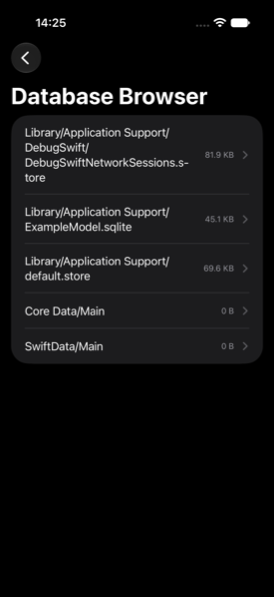 14:25
Database Browser
Library/Application Support/
DebugSwift/
DebugSwiftNetworkSessions.s-
tore
81.9 KB
Library/Application Support/
ExampleModel.sqlite
45.1 KB
Library/Application Support/
default.store
69.6 KB
Core Data/Main
0 B
SwiftData/Main
0 B